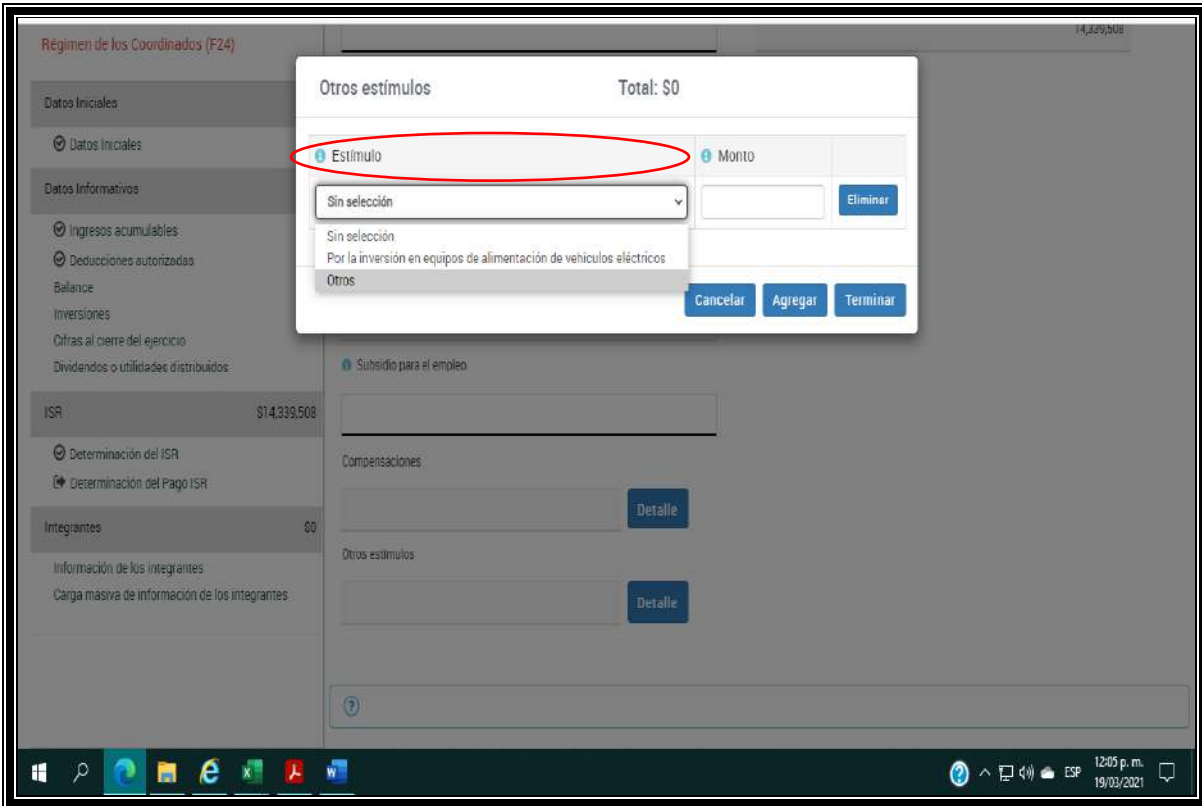 14,339,508
Régimen de los Coordinados (F24)
Otros estímulos Total: $0
Datos Iniciales
Datos Iniciales
Estímulo Monto
Datos Informativos
Sin selección Eliminar
Ingresos acumulables
Sin selección
Deducciones autorizadas
Por la inversión en equipos de alimentación de vehiculos eléctricos
Otros
Balance
Cancelar Agregar Terminar
Inversiones
Cifras al cierre del ejercicio
Dividendos o utilidades distribuidos
Subsidio para el empleo
ISR $14,339,508
Determinación del ISR
Compensaciones
Determinación del Pago ISR
Detalle
Integrantes $0
Otros estímulos
Información de los integrantes
Carga masiva de información de los integrantes
Detalle
12:05 p. m.
ESP
19/03/2021